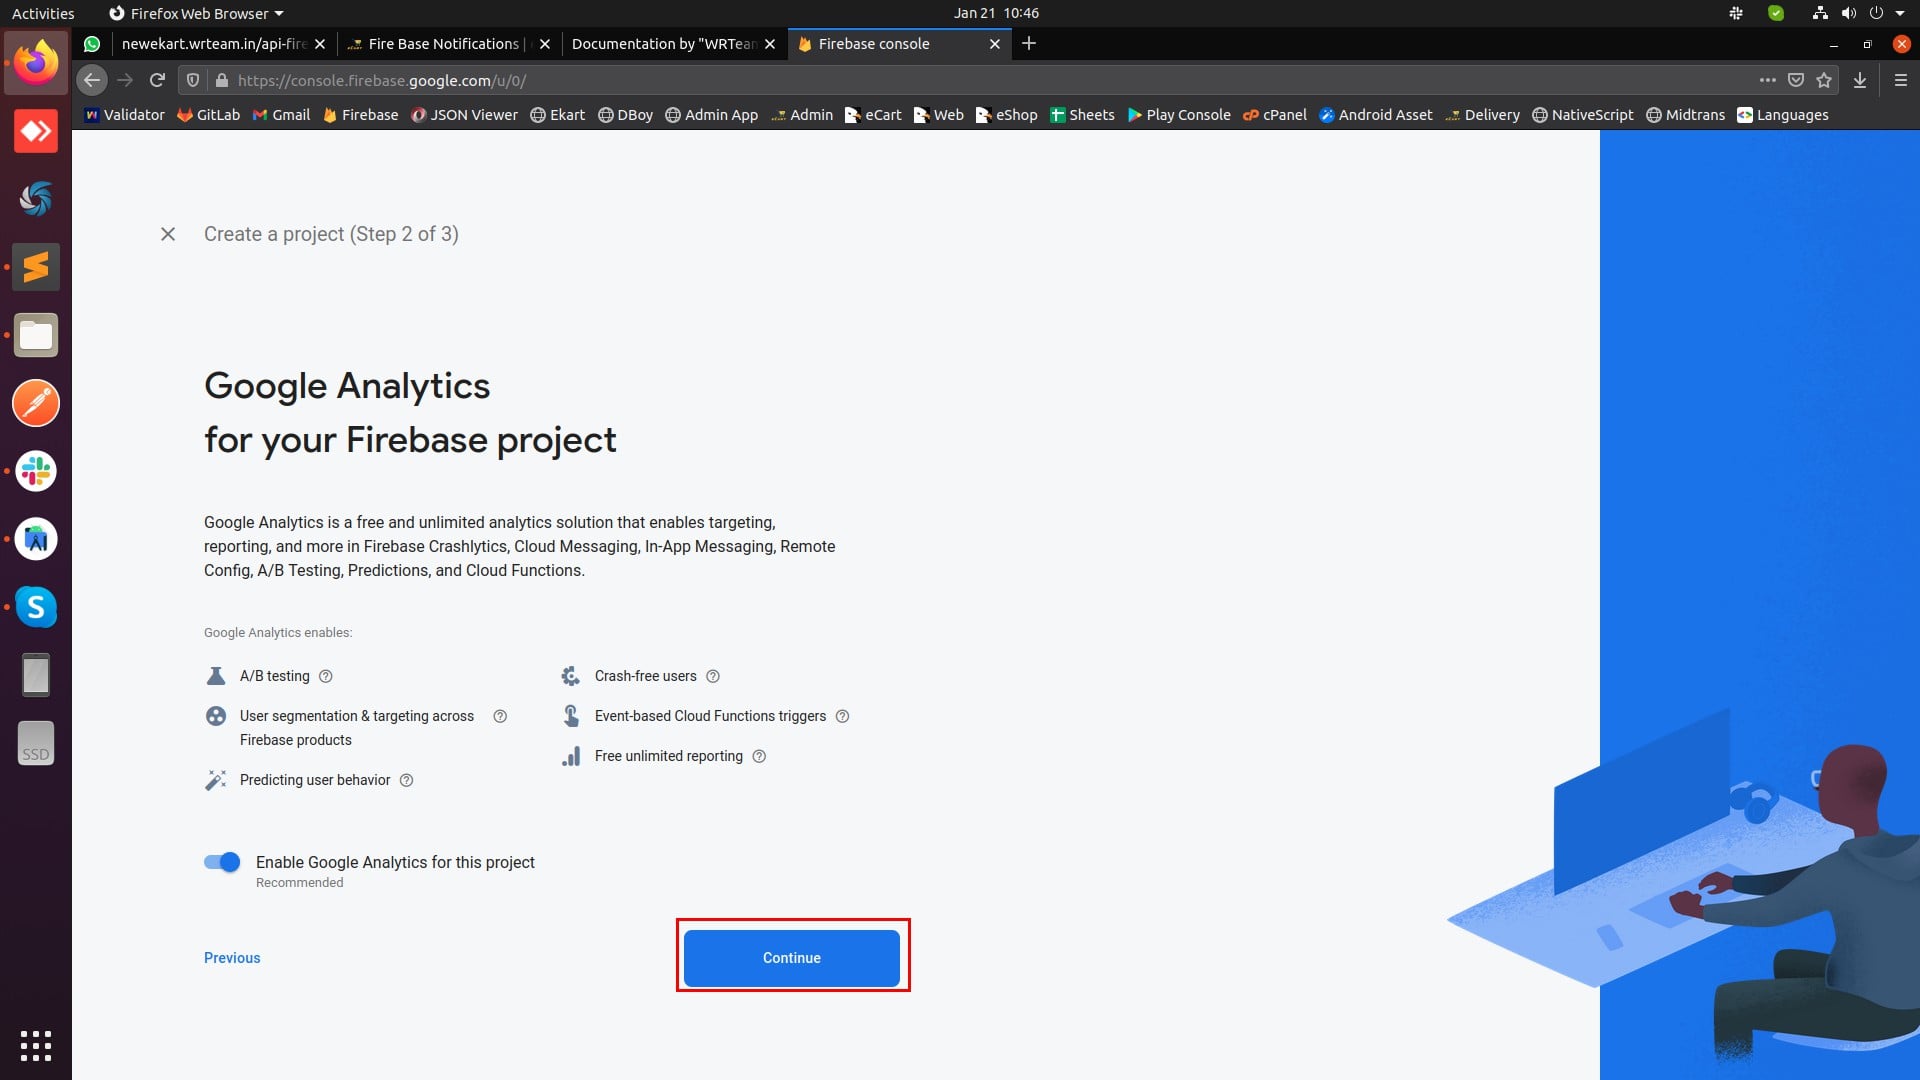 Activities
Firefox Web Browser
Jan 21 10:46
newekart.wrteam.in/api-fire
Fire Base Notifications |
Documentation by "WRTeam
Firebase console
https://console.firebase.google.com/u/0/
Validator
GitLab
Gmail
Firebase
JSON Viewer
Ekart
DBoy
Admin App
Admin
eCart
Web
eShop
Sheets
Play Console
cPanel
Android Asset
Delivery
NativeScript
Midtrans
Languages
Create a project (Step 2 of 3)
Google Analytics
for your Firebase project
Google Analytics is a free and unlimited analytics solution that enables targeting,
reporting, and more in Firebase Crashlytics, Cloud Messaging, In-App Messaging, Remote
Config, A/B Testing, Predictions, and Cloud Functions.
Google Analytics enables:
A/B testing
User segmentation & targeting across
Firebase products
Predicting user behavior
Crash-free users
Event-based Cloud Functions triggers
Free unlimited reporting
Enable Google Analytics for this project
Recommended
Previous
Continue
SSD